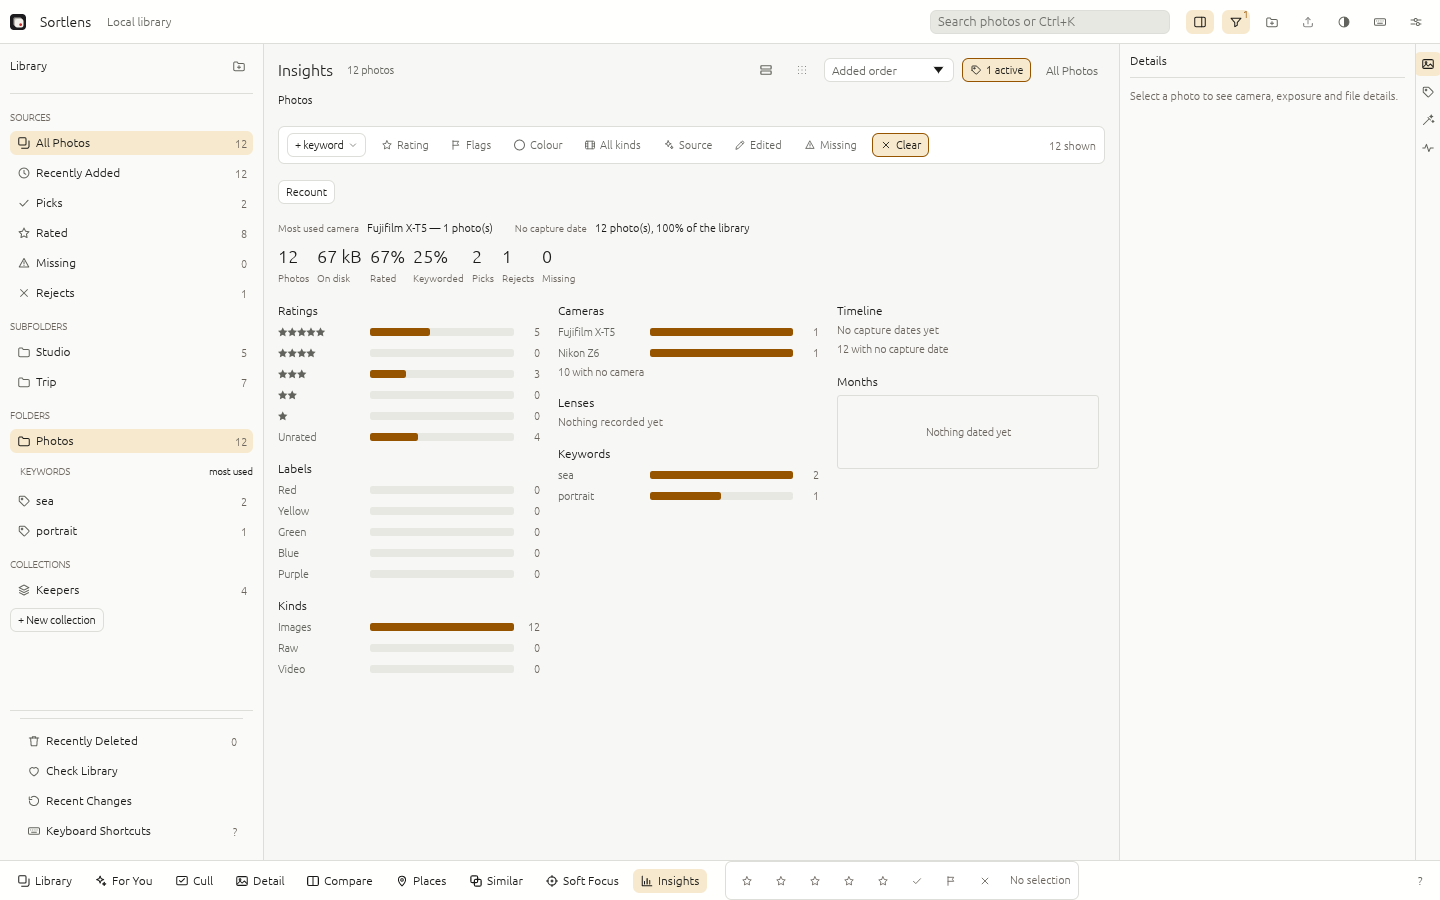 Sortlens Local library
Search photos or Ctrl+K
1
Library
SOURCES
All Photos 12
Recently Added 12
Picks 2
Rated 8
Missing 0
Rejects 1
SUBFOLDERS
Studio 5
Trip 7
FOLDERS
Photos 12
KEYWORDS most used
sea 2
portrait 1
COLLECTIONS
Keepers 4
+ New collection
Recently Deleted 0
Check Library
Recent Changes
Keyboard Shortcuts ?
Insights 12 photos
Added order
1 active
All Photos
Photos
+ keyword Rating Flags Colour All kinds Source Edited Missing Clear 12 shown
Recount
Most used camera Fujifilm X-T5 — 1 photo(s) No capture date 12 photo(s), 100% of the library
12 67 kB 67% 25% 2 1 0
Photos On disk Rated Keyworded Picks Rejects Missing
Ratings
★★★★★ 5
★★★★ 0
★★★ 3
★★ 0
★ 0
Unrated 4
Labels
Red 0
Yellow 0
Green 0
Blue 0
Purple 0
Kinds
Images 12
Raw 0
Video 0
Cameras
Fujifilm X-T5 1
Nikon Z6 1
10 with no camera
Lenses
Nothing recorded yet
Keywords
sea 2
portrait 1
Timeline
No capture dates yet
12 with no capture date
Months
Nothing dated yet
Details
Select a photo to see camera, exposure and file details.
Library For You Cull Detail Compare Places Similar Soft Focus Insights No selection ?